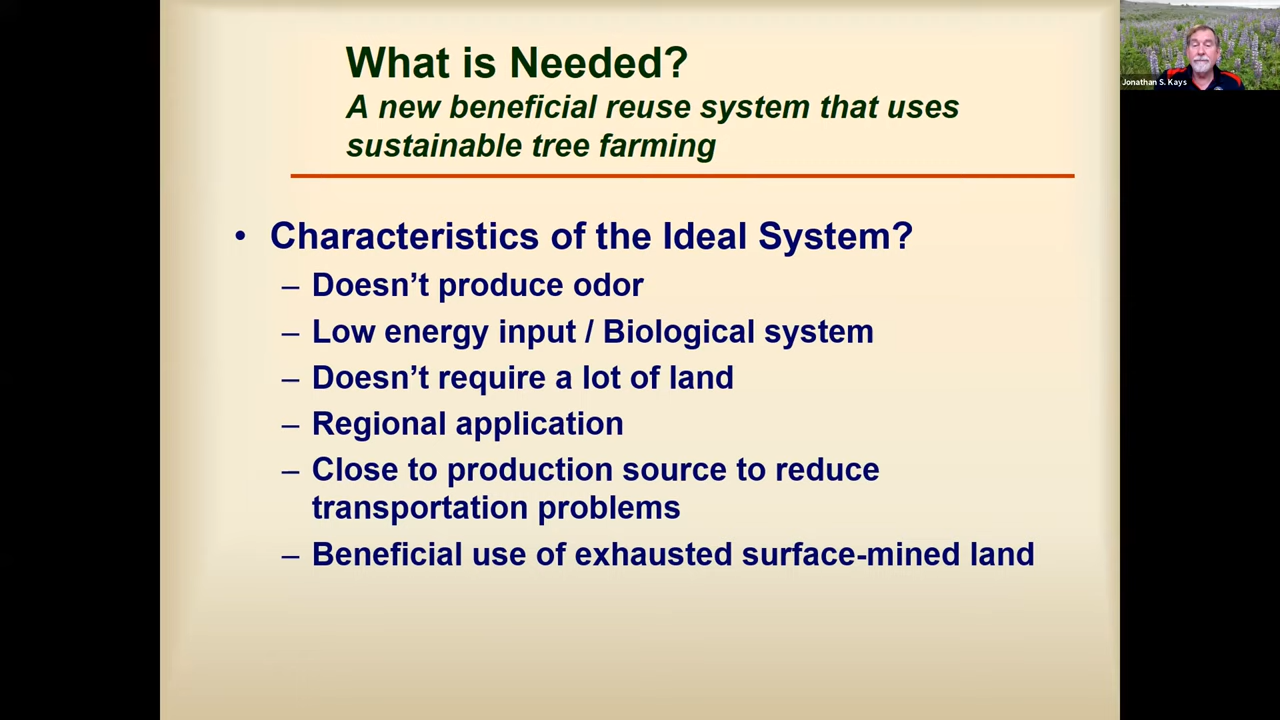 What is Needed?
A new beneficial reuse system that uses
sustainable tree farming
• Characteristics of the Ideal System?
– Doesn’t produce odor
– Low energy input / Biological system
– Doesn’t require a lot of land
– Regional application
– Close to production source to reduce
transportation problems
– Beneficial use of exhausted surface-mined land
Jonathan S. Kays